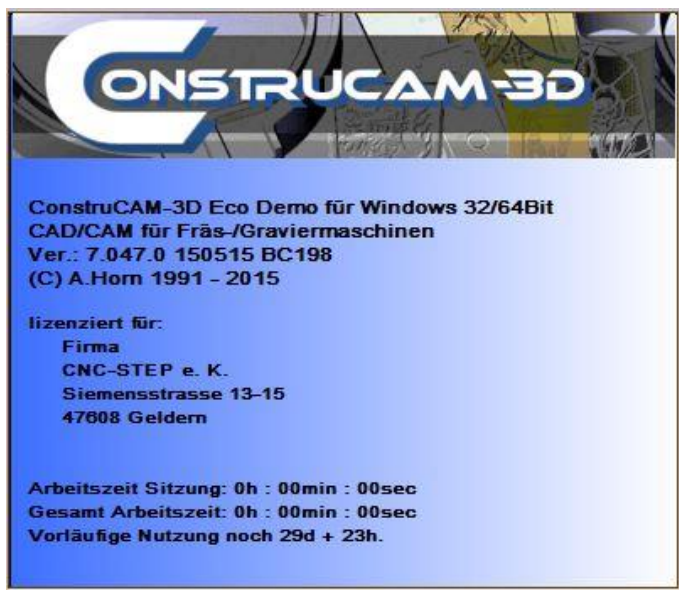 CONSTRUCAM-3D
ConstruCAM-3D Eco Demo für Windows 32/64Bit
CAD/CAM für Fräs-/Graviermaschinen
Ver.: 7.047.0 150515 BC198
(C) A.Horn 1991 - 2015
lizenziert für:
Firma
CNC-STEP e. K.
Siemensstrasse 13-15
47608 Geldern
Arbeitszeit Sitzung: 0h : 00min : 00sec
Gesamt Arbeitszeit: 0h : 00min : 00sec
Vorläufige Nutzung noch 29d + 23h.